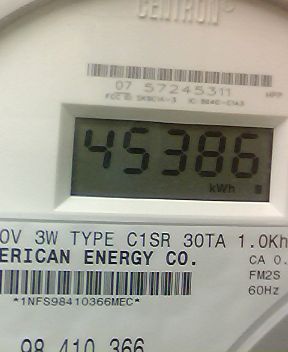 CENTRON®
07 57245311
45386
kWh
0V 3W TYPE C1SR 30TA 1.0Kh
ERICAN ENERGY CO.
CA 0.
FM2S
60Hz
*1NFS98410366MEC*
98 410 366